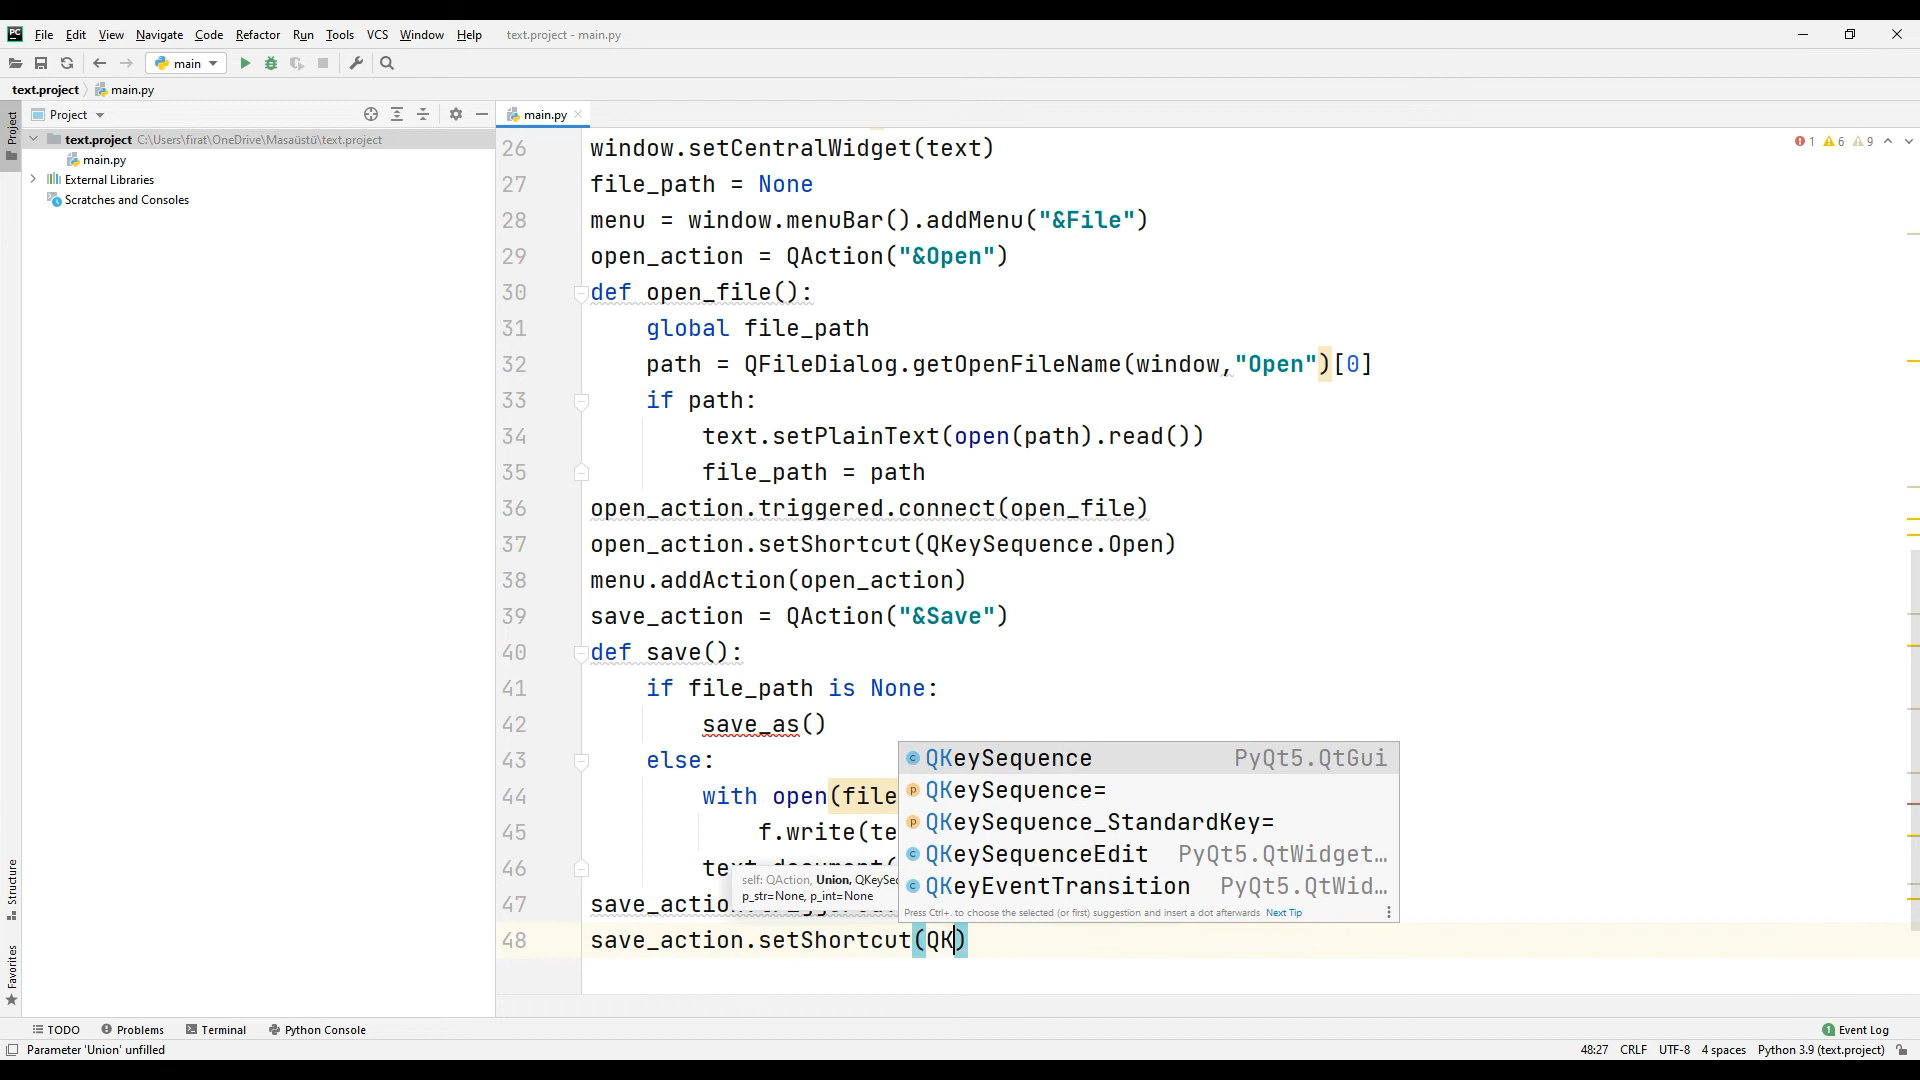 PC File Edit View Navigate Code Refactor Run Tools VCS Window Help text.project - main.py
main
text.project main.py
Project main.py
text.project C:\Users\firat\OneDrive\Masaüstü\text.project
main.py
External Libraries
Scratches and Consoles
Project
Structure
Favorites
1 6 9
26 window.setCentralWidget(text)
27 file_path = None
28 menu = window.menuBar().addMenu("&File")
29 open_action = QAction("&Open")
30 def open_file():
31 global file_path
32 path = QFileDialog.getOpenFileName(window,"Open")[0]
33 if path:
34 text.setPlainText(open(path).read())
35 file_path = path
36 open_action.triggered.connect(open_file)
37 open_action.setShortcut(QKeySequence.Open)
38 menu.addAction(open_action)
39 save_action = QAction("&Save")
40 def save():
41 if file_path is None:
42 save_as()
43 else:
44 with open(file
45 f.write(te
46 te
47 save_action
48 save_action.setShortcut(QK)
QKeySequence PyQt5.QtGui
QKeySequence=
QKeySequence_StandardKey=
QKeySequenceEdit PyQt5.QtWidget…
QKeyEventTransition PyQt5.QtWid…
Press Ctrl+. to choose the selected (or first) suggestion and insert a dot afterwards Next Tip
self: QAction, Union, QKeySe
p_str=None, p_int=None
TODO Problems Terminal Python Console 1 Event Log
Parameter 'Union' unfilled 48:27 CRLF UTF-8 4 spaces Python 3.9 (text.project)